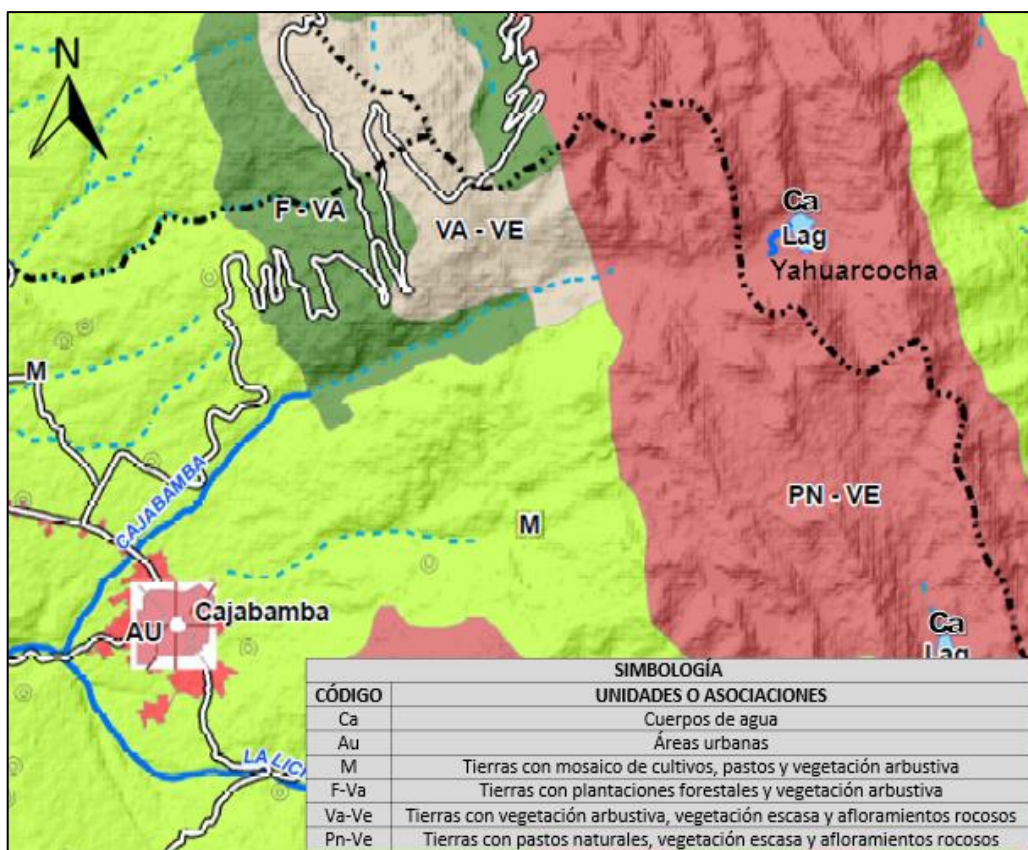 N
F - VA
VA - VE
Ca
Lag
Yahuarcocha
M
CAJABAMBA
M
PN - VE
Cajabamba
AU
Ca
Lag
LA LIC
SIMBOLOGÍA
CÓDIGO UNIDADES O ASOCIACIONES
Ca Cuerpos de agua
Au Áreas urbanas
M Tierras con mosaico de cultivos, pastos y vegetación arbustiva
F-Va Tierras con plantaciones forestales y vegetación arbustiva
Va-Ve Tierras con vegetación arbustiva, vegetación escasa y afloramientos rocosos
Pn-Ve Tierras con pastos naturales, vegetación escasa y afloramientos rocosos